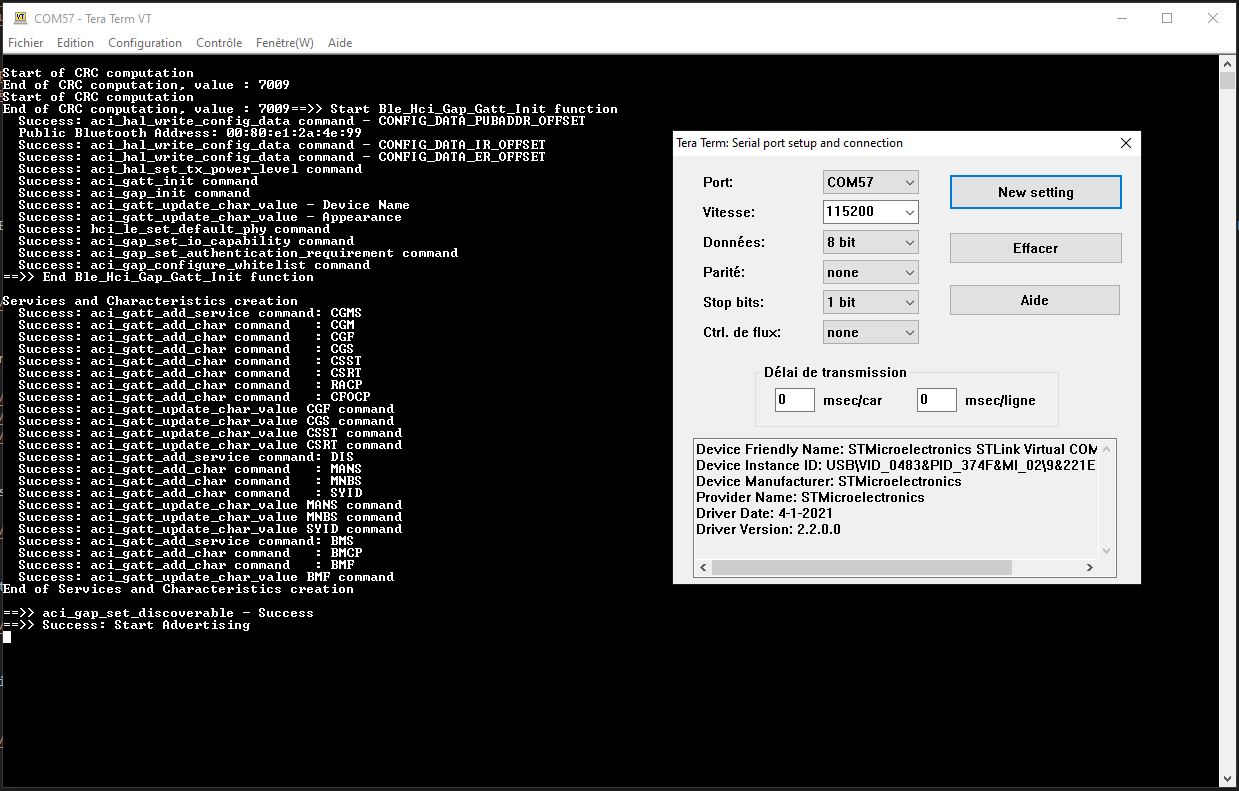 COM57 - Tera Term VT
Fichier Edition Configuration Contrôle Fenêtre(W) Aide
Start of CRC computation
End of CRC computation, value : 7009
Start of CRC computation
End of CRC computation, value : 7009==>> Start Ble_Hci_Gap_Gatt_Init function
Success: aci_hal_write_config_data command - CONFIG_DATA_PUBADDR_OFFSET
Public Bluetooth Address: 00:80:e1:2a:4e:99
Success: aci_hal_write_config_data command - CONFIG_DATA_IR_OFFSET
Success: aci_hal_write_config_data command - CONFIG_DATA_ER_OFFSET
Success: aci_hal_set_tx_power_level command
Success: aci_gatt_init command
Success: aci_gap_init command
Success: aci_gatt_update_char_value - Device Name
Success: aci_gatt_update_char_value - Appearance
Success: hci_le_set_default_phy command
Success: aci_gap_set_io_capability command
Success: aci_gap_set_authentication_requirement command
Success: aci_gap_configure_whitelist command
==>> End Ble_Hci_Gap_Gatt_Init function
Services and Characteristics creation
Success: aci_gatt_add_service command: CGMS
Success: aci_gatt_add_char command : CGM
Success: aci_gatt_add_char command : CGF
Success: aci_gatt_add_char command : CGS
Success: aci_gatt_add_char command : CSST
Success: aci_gatt_add_char command : CSRT
Success: aci_gatt_add_char command : RACP
Success: aci_gatt_add_char command : CFOCP
Success: aci_gatt_update_char_value CGF command
Success: aci_gatt_update_char_value CGS command
Success: aci_gatt_update_char_value CSST command
Success: aci_gatt_update_char_value CSRT command
Success: aci_gatt_add_service command: DIS
Success: aci_gatt_add_char command : MANS
Success: aci_gatt_add_char command : MNBS
Success: aci_gatt_add_char command : SYID
Success: aci_gatt_update_char_value MANS command
Success: aci_gatt_update_char_value MNBS command
Success: aci_gatt_update_char_value SYID command
Success: aci_gatt_add_service command: BMS
Success: aci_gatt_add_char command : BMCP
Success: aci_gatt_add_char command : BMF
Success: aci_gatt_update_char_value BMF command
End of Services and Characteristics creation
==>> aci_gap_set_discoverable - Success
==>> Success: Start Advertising
Tera Term: Serial port setup and connection
Port: COM57 New setting
Vitesse: 115200
Données: 8 bit Effacer
Parité: none
Stop bits: 1 bit Aide
Ctrl. de flux: none
Délai de transmission
0 msec/car 0 msec/ligne
Device Friendly Name: STMicroelectronics STLink Virtual COM
Device Instance ID: USB\VID_0483&PID_374F&MI_02\9&221E
Device Manufacturer: STMicroelectronics
Provider Name: STMicroelectronics
Driver Date: 4-1-2021
Driver Version: 2.2.0.0